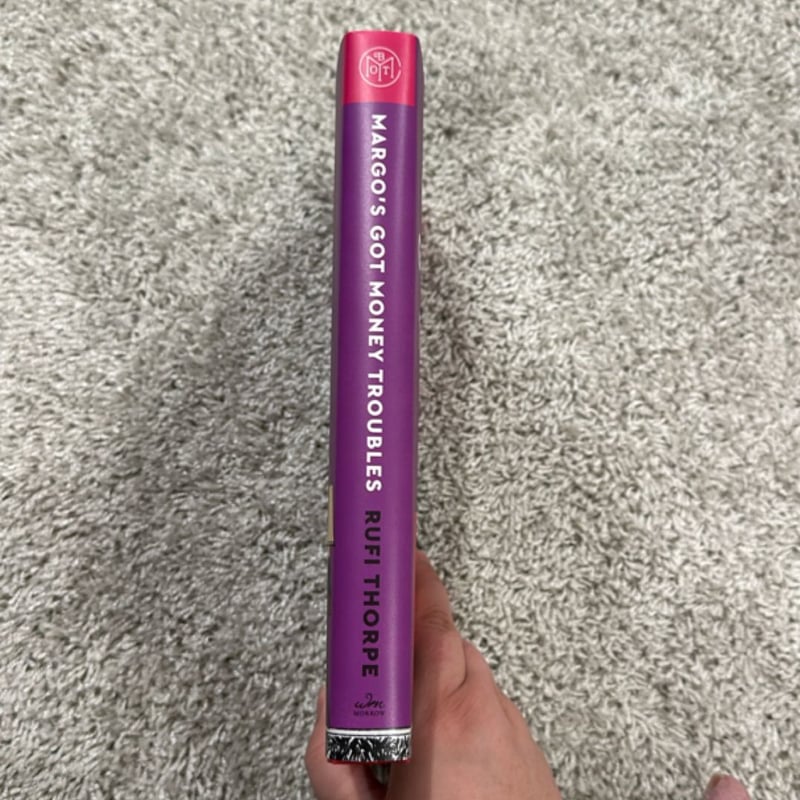 BOTM
MARGO'S GOT MONEY TROUBLES
RUFI THORPE
wm
MORROW